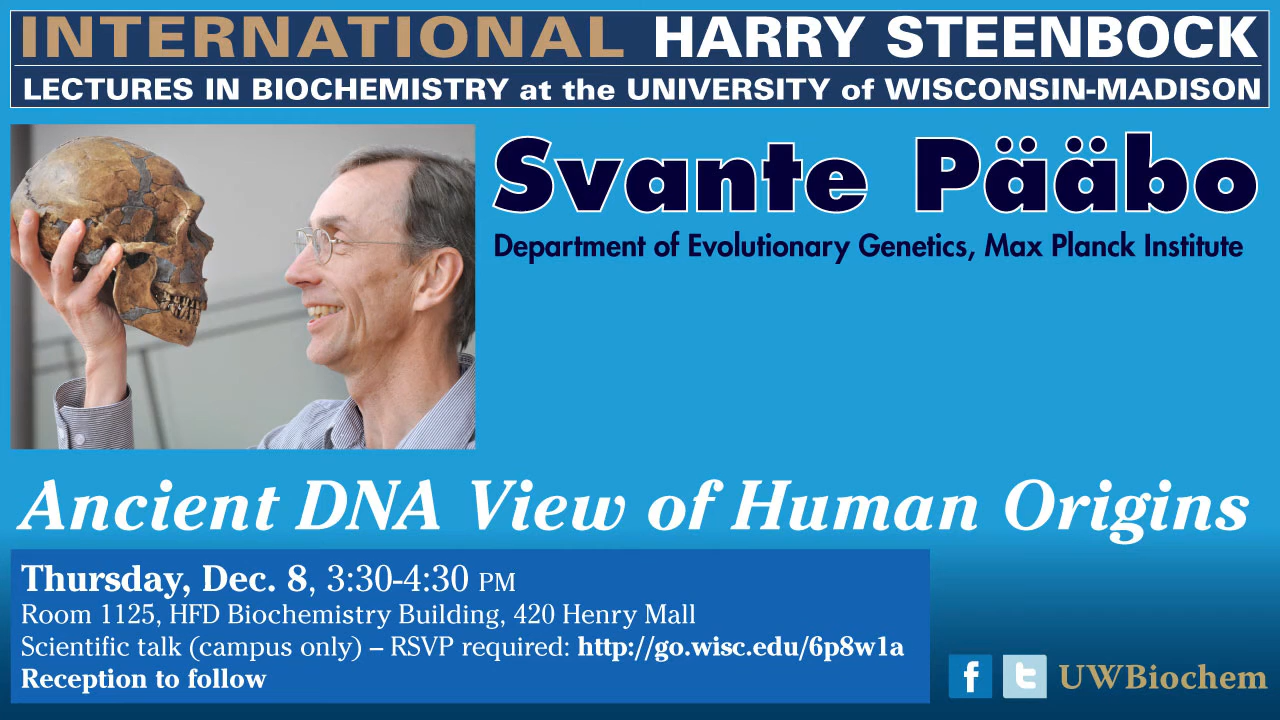 INTERNATIONAL HARRY STEENBOCK
LECTURES IN BIOCHEMISTRY at the UNIVERSITY of WISCONSIN-MADISON
Svante Pääbo
Department of Evolutionary Genetics, Max Planck Institute
Ancient DNA View of Human Origins
Thursday, Dec. 8, 3:30-4:30 PM
Room 1125, HFD Biochemistry Building, 420 Henry Mall
Scientific talk (campus only) – RSVP required: http://go.wisc.edu/6p8w1a
Reception to follow
f t UWBiochem